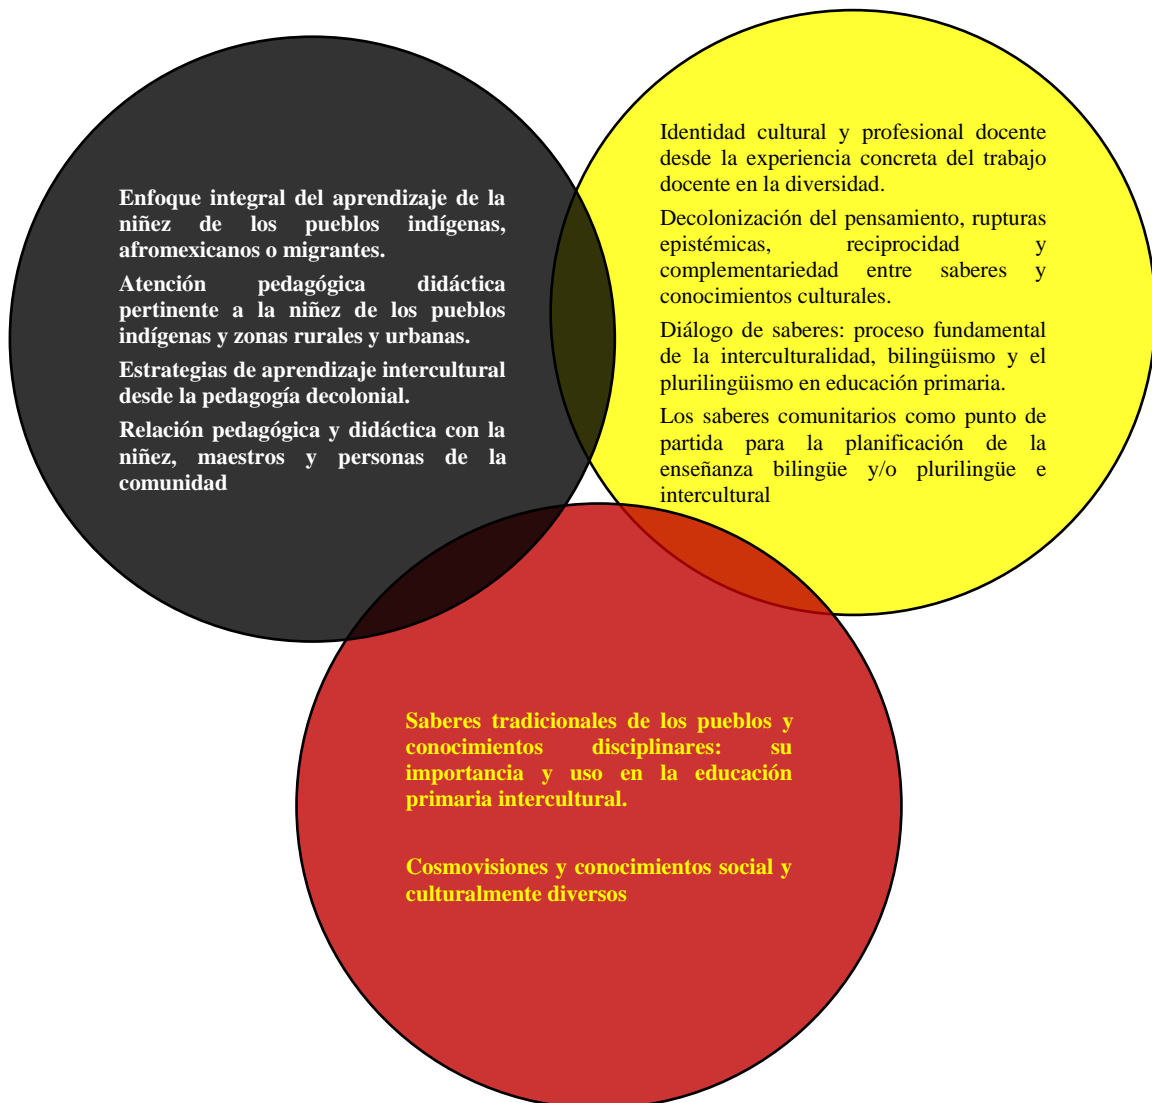 Enfoque integral del aprendizaje de la
niñez de los pueblos indígenas,
afromexicanos o migrantes.
Atención pedagógica didáctica
pertinente a la niñez de los pueblos
indígenas y zonas rurales y urbanas.
Estrategias de aprendizaje intercultural
desde la pedagogía decolonial.
Relación pedagógica y didáctica con la
niñez, maestros y personas de la
comunidad
Identidad cultural y profesional docente
desde la experiencia concreta del trabajo
docente en la diversidad.
Decolonización del pensamiento, rupturas
epistémicas, reciprocidad y
complementariedad entre saberes y
conocimientos culturales.
Diálogo de saberes: proceso fundamental
de la interculturalidad, bilingüismo y el
plurilingüismo en educación primaria.
Los saberes comunitarios como punto de
partida para la planificación de la
enseñanza bilingüe y/o plurilingüe e
intercultural
Saberes tradicionales de los pueblos y
conocimientos disciplinares: su
importancia y uso en la educación
primaria intercultural.
Cosmovisiones y conocimientos social y
culturalmente diversos